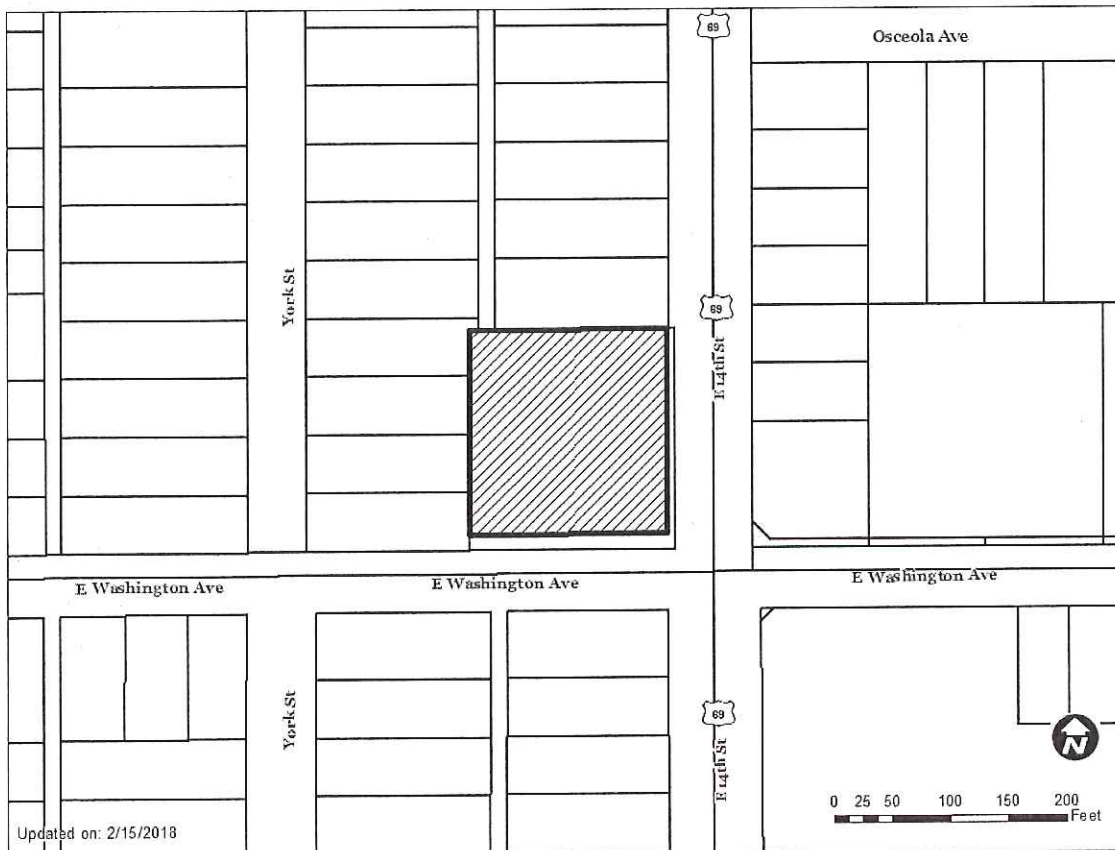 69
Osceola Ave
York St
69
E 14th St
E Washington Ave
E Washington Ave
E Washington Ave
York St
69
E 14th St
N
0 25 50 100 150 200
Feet
Updated on: 2/15/2018